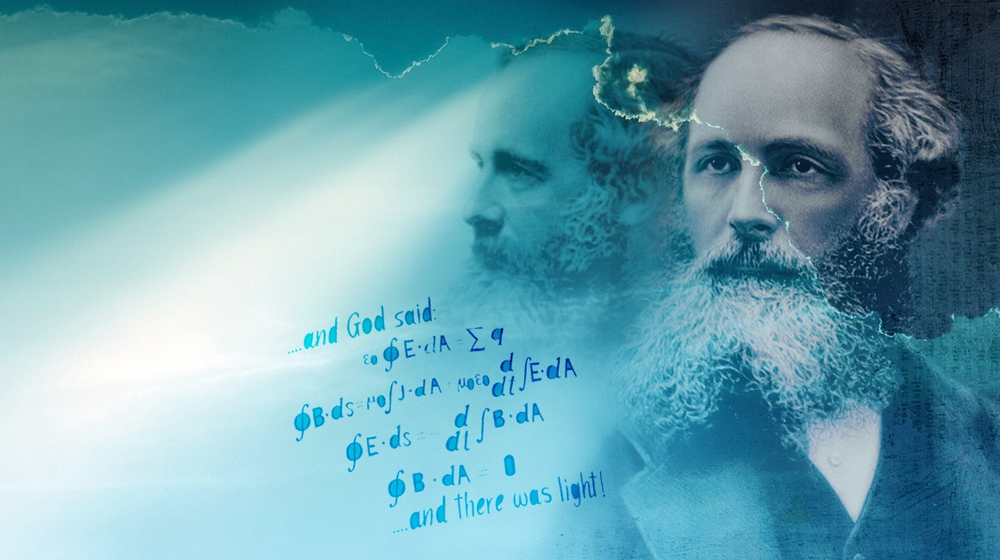 ....and God said:
ε0 ∮E·dA = ∑q
∮B·ds=μ0∫J·dA + μ0ε0 d/dt ∫E·dA
∮E·ds = - d/dt ∫B·dA
∮B·dA = 0
....and there was light!